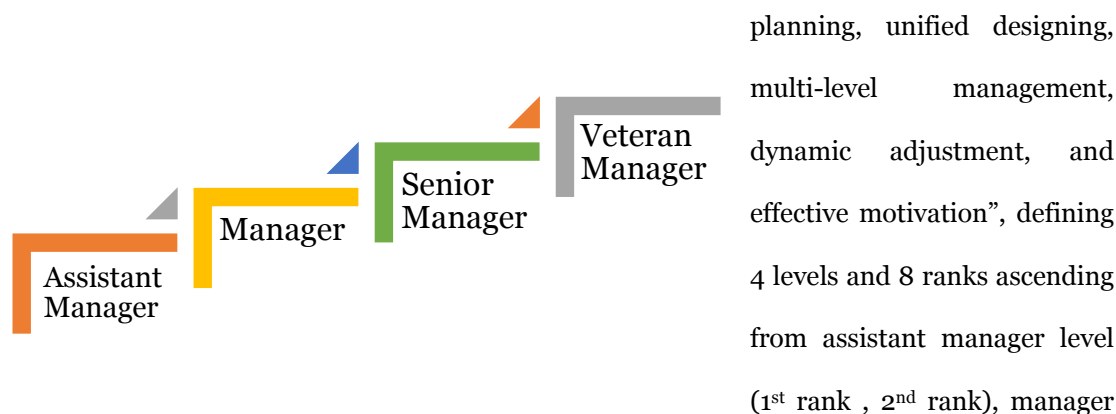 Assistant
Manager
Manager
Senior
Manager
Veteran
Manager
planning, unified designing,
multi-level management,
dynamic adjustment, and
effective motivation”, defining
4 levels and 8 ranks ascending
from assistant manager level
(1st rank , 2nd rank), manager